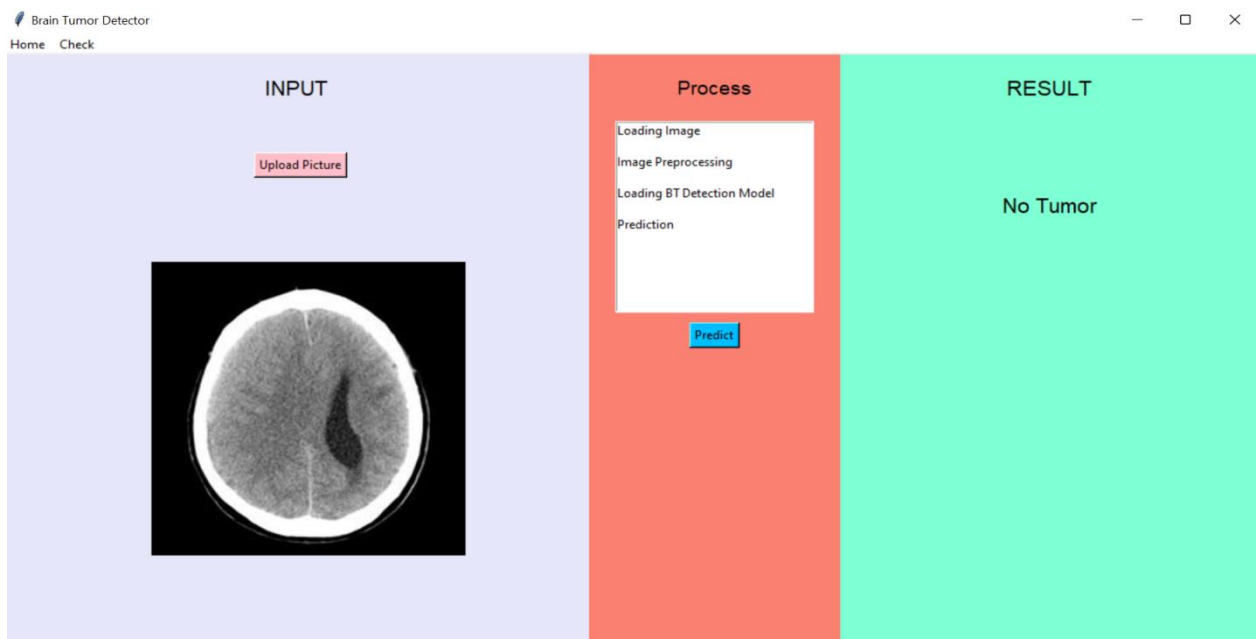 Brain Tumor Detector
Home Check
INPUT
Upload Picture
Process
Loading Image
Image Preprocessing
Loading BT Detection Model
Prediction
Predict
RESULT
No Tumor